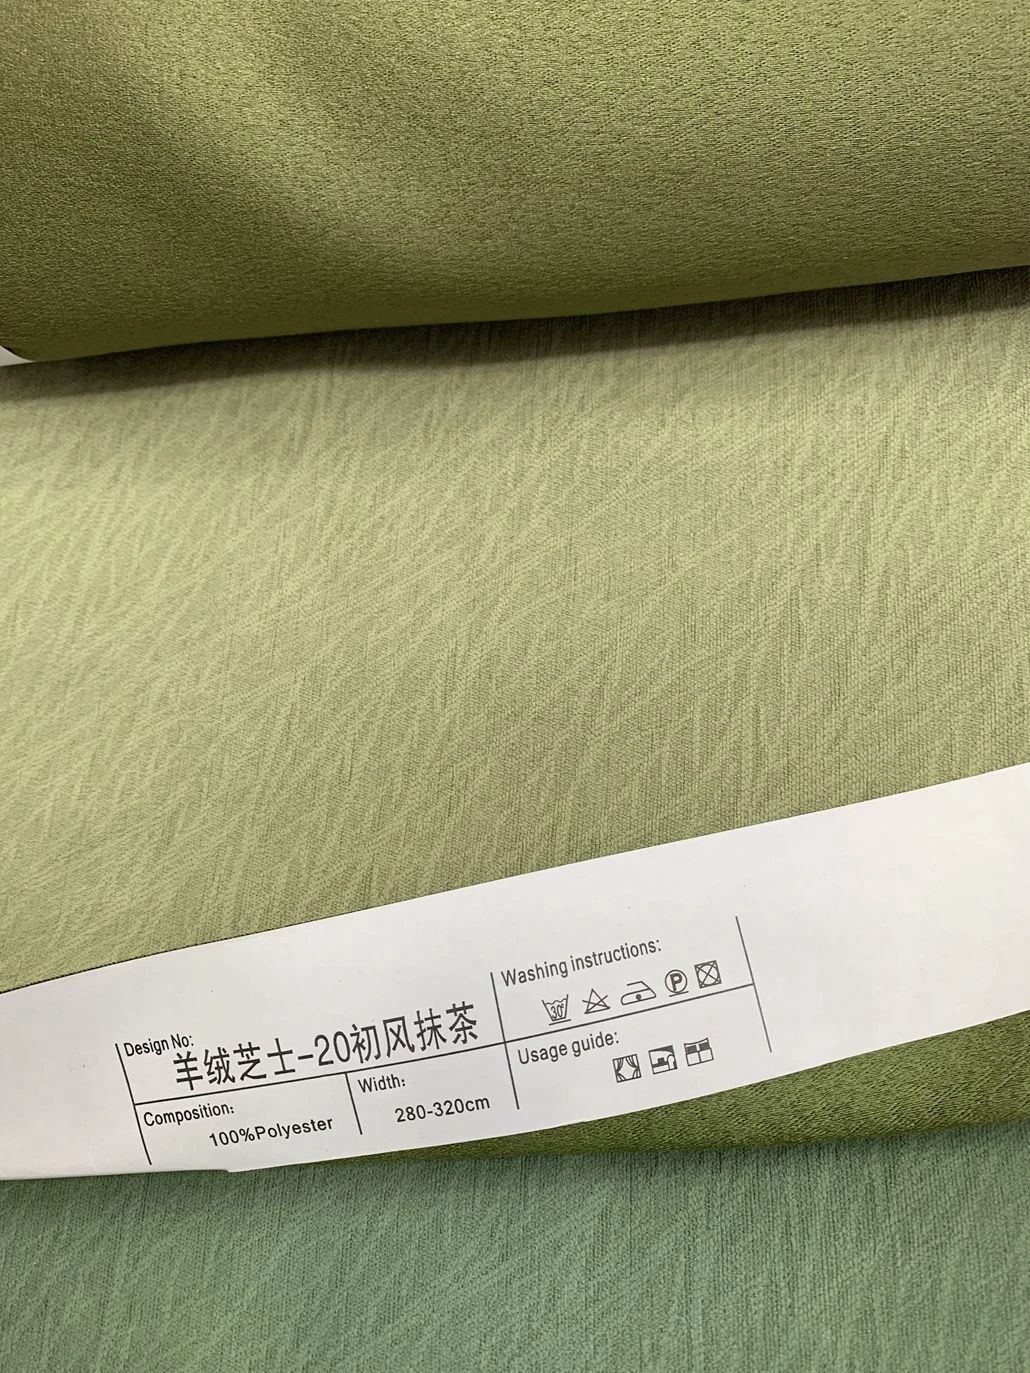 Design No:
羊绒芝士-20初风抹茶
Composition:
100%Polyester
Width:
280-320cm
Washing instructions:
30°
P
Usage guide: